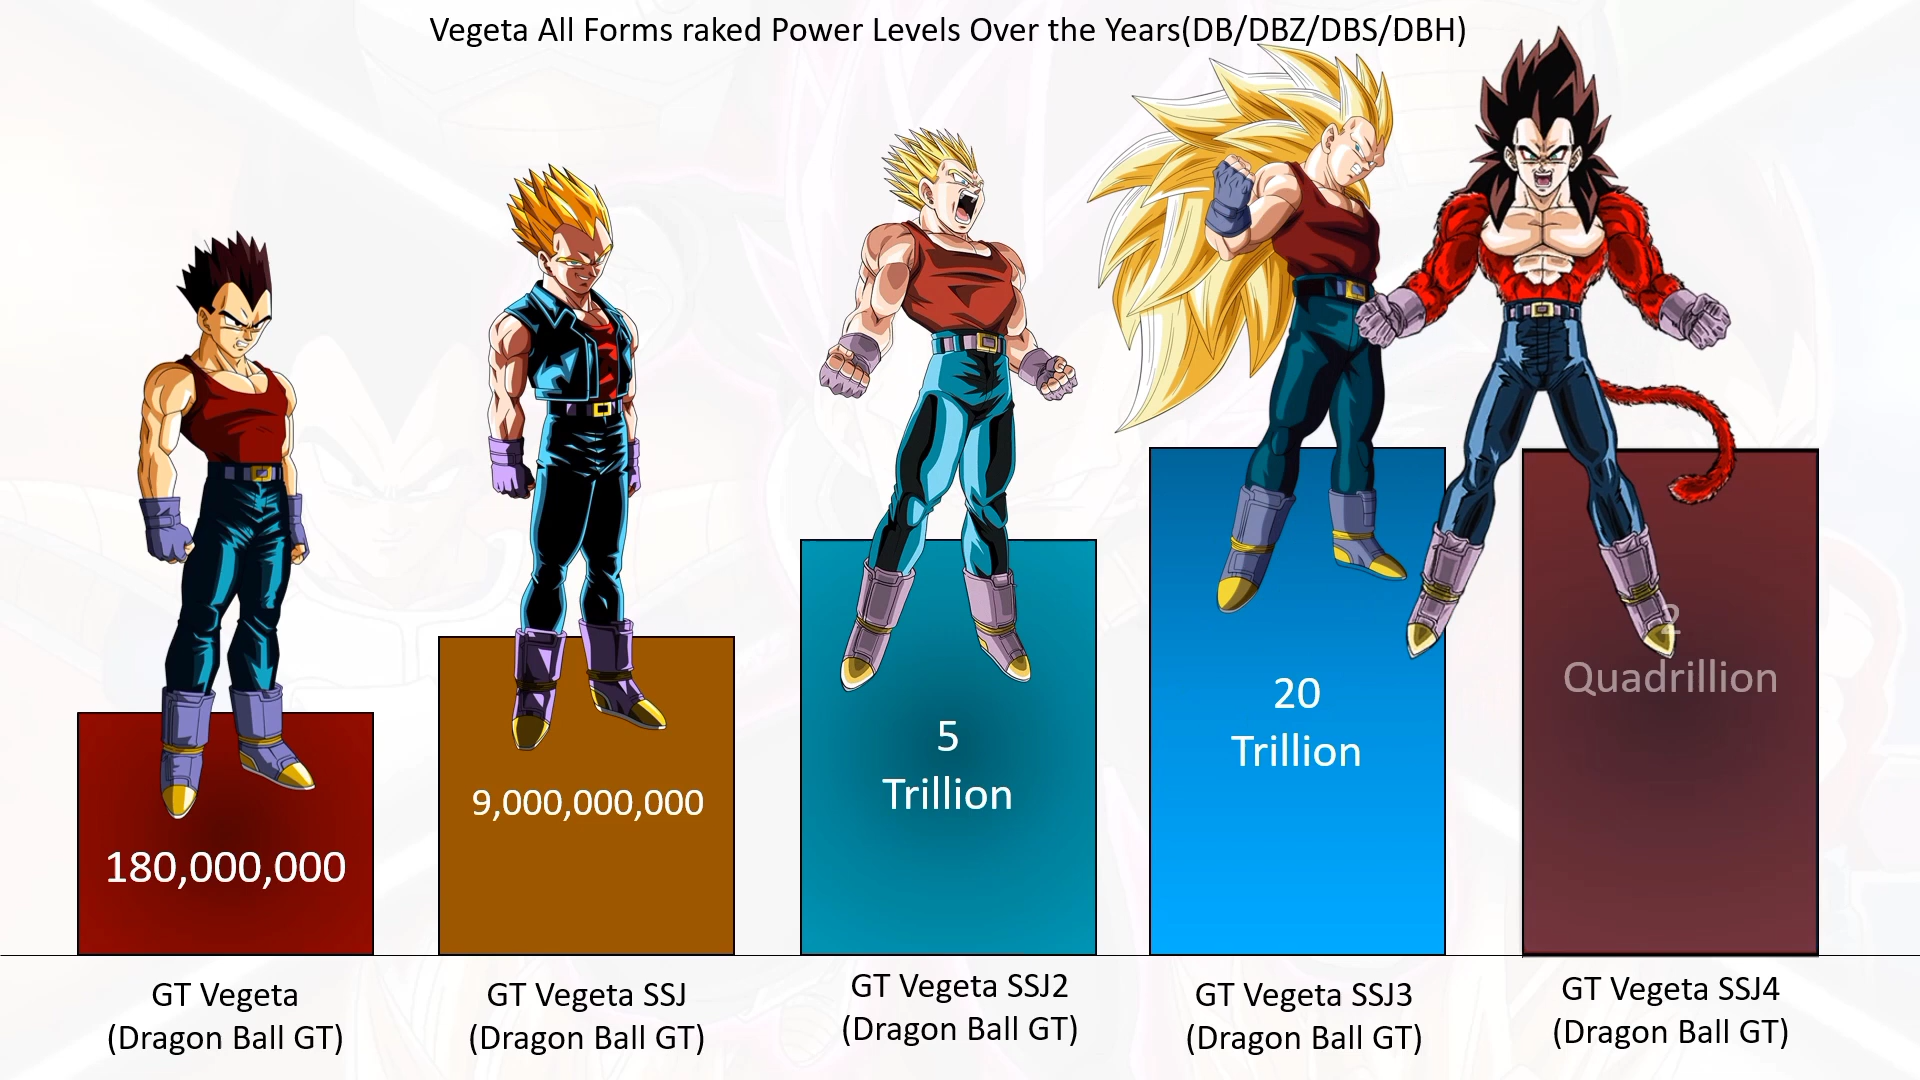 Vegeta All Forms raked Power Levels Over the Years(DB/DBZ/DBS/DBH)
180,000,000
9,000,000,000
5
Trillion
20
Trillion
2
Quadrillion
GT Vegeta
(Dragon Ball GT)
GT Vegeta SSJ
(Dragon Ball GT)
GT Vegeta SSJ2
(Dragon Ball GT)
GT Vegeta SSJ3
(Dragon Ball GT)
GT Vegeta SSJ4
(Dragon Ball GT)